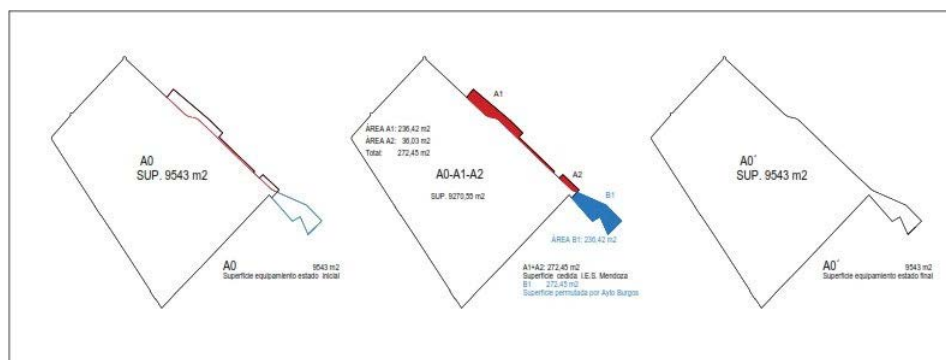 A0
SUP. 9543 m2
A0 9543 m2
Superficie equipamiento estado inicial
A1
ÁREA A1: 236,42 m2
ÁREA A2: 36,03 m2
Total: 272,45 m2
A0-A1-A2
SUP. 9270,55 m2
A2
B1
ÁREA B1: 236,42 m2
A1+A2: 272,45 m2
Superficie cedida I.E.S. Mendoza
B1 272,45 m2
Superficie permutada por Ayto Burgos
A0´
SUP. 9543 m2
A0´ 9543 m2
Superficie equipamiento estado final